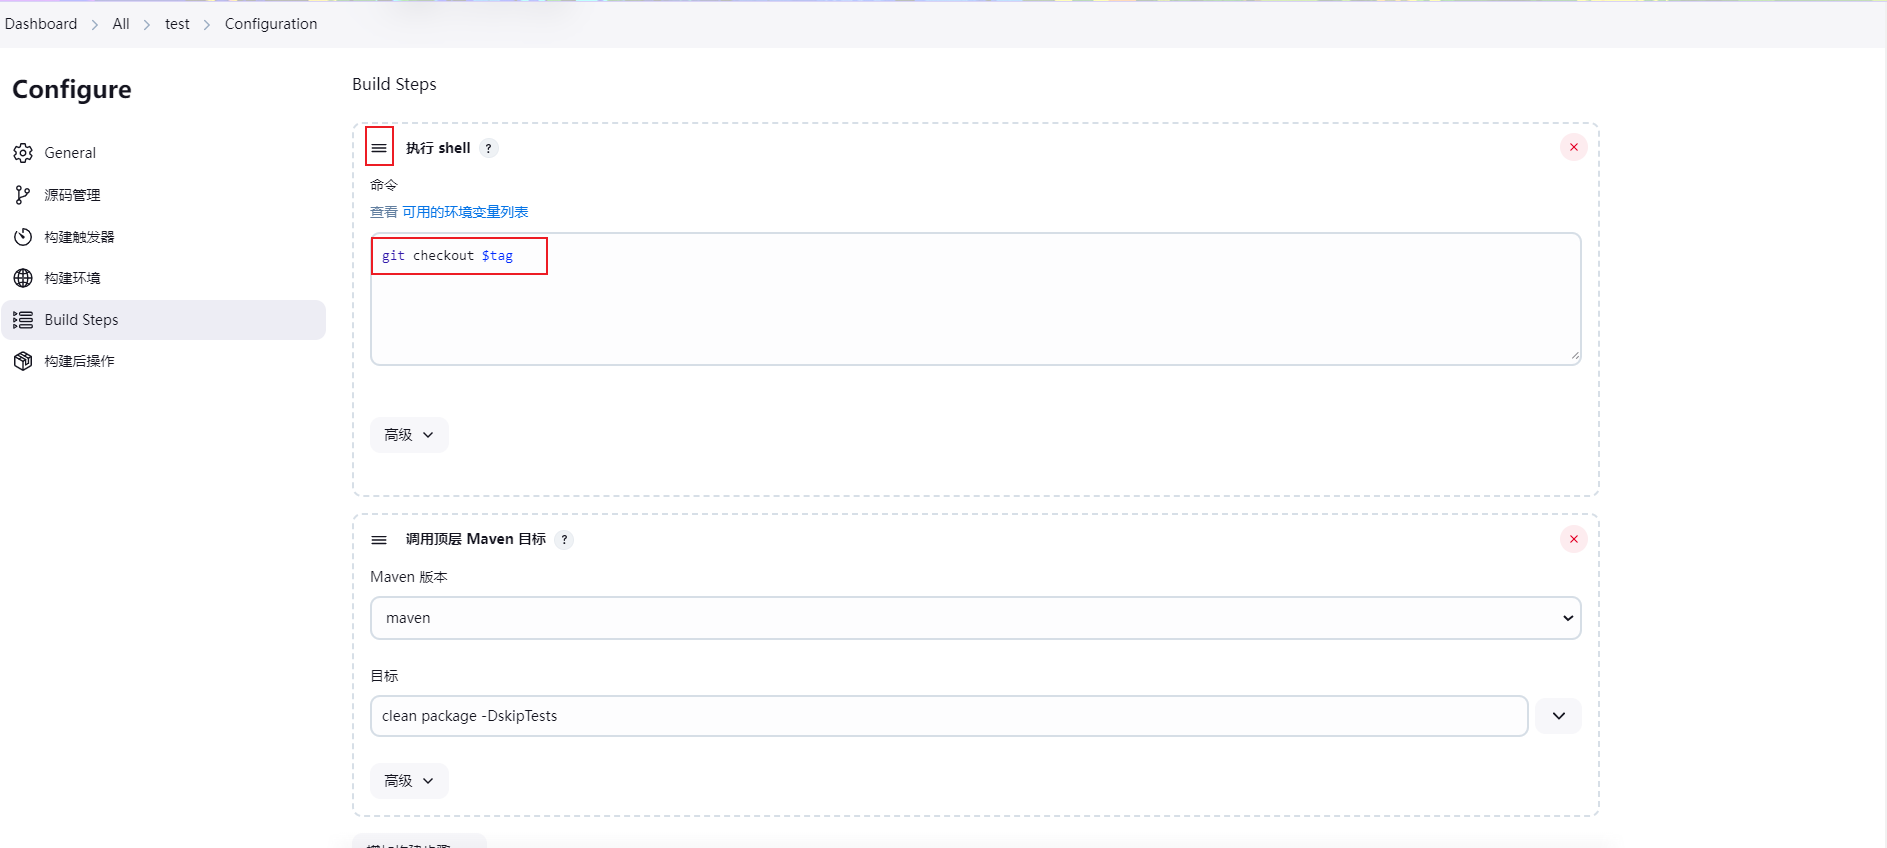 Dashboard > All > test > Configuration
Configure
General
源码管理
构建触发器
构建环境
Build Steps
构建后操作
Build Steps
执行 shell ?
命令
查看 可用的环境变量列表
git checkout $tag
高级
调用顶层 Maven 目标 ?
Maven 版本
maven
目标
clean package -DskipTests
高级